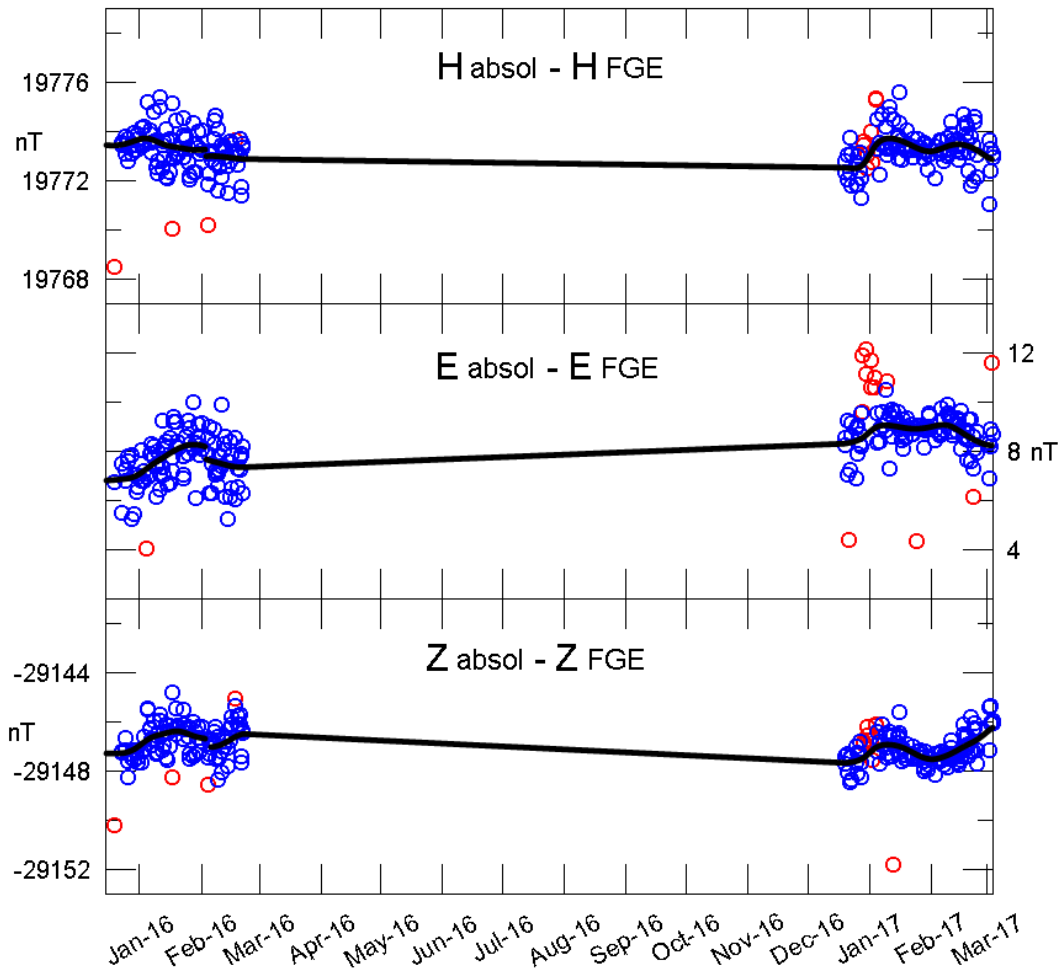 H absol - H FGE
19776
nT
19772
19768
E absol - E FGE
12
8 nT
4
Z absol - Z FGE
-29144
nT
-29148
-29152
Jan-16 Feb-16 Mar-16 Apr-16 May-16 Jun-16 Jul-16 Aug-16 Sep-16 Oct-16 Nov-16 Dec-16 Jan-17 Feb-17 Mar-17